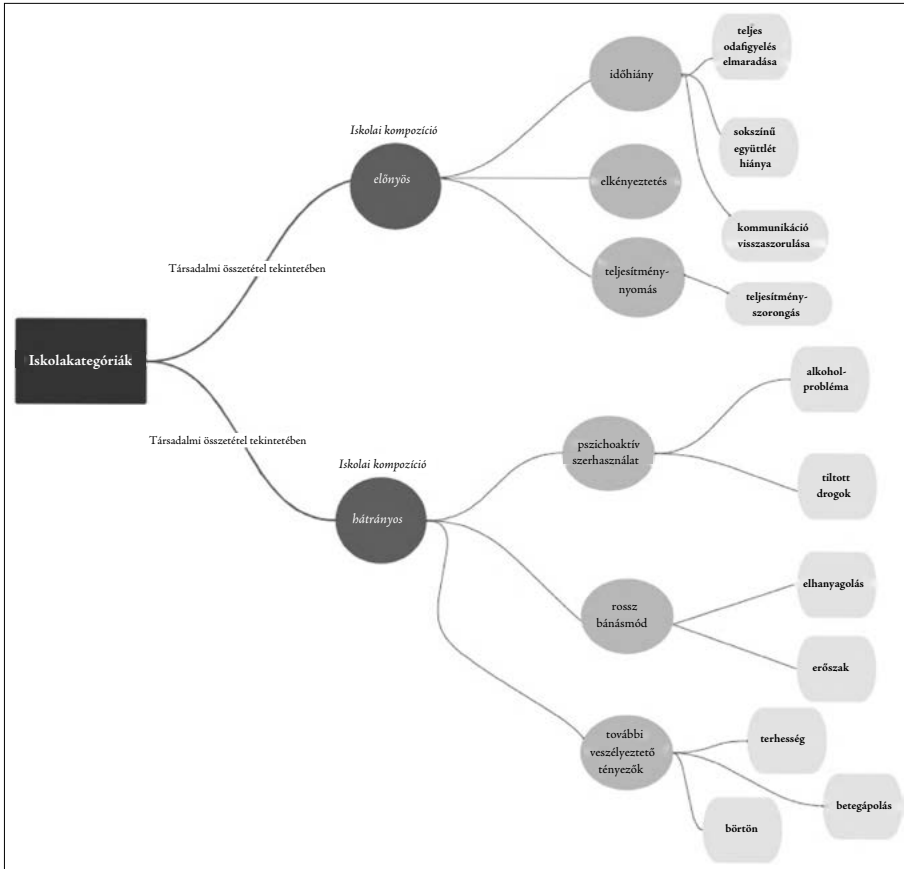 teljes
odafigyelés
elmaradása
időhiány
Iskolai kompozíció
sokszínű
együttlét
hiánya
előnyös
elkényeztetés
kommunikáció
visszaszorulása
Társadalmi összetétel tekintetében
teljesítmény-
nyomás
teljesítmény-
szorongás
Iskolakategóriák
alkohol-
probléma
Társadalmi összetétel tekintetében
pszichoaktív
szerhasználat
Iskolai kompozíció
tiltott
drogok
hátrányos
elhanyagolás
rossz
bánásmód
erőszak
további
veszélyeztető
tényezők
terhesség
betegápolás
börtön